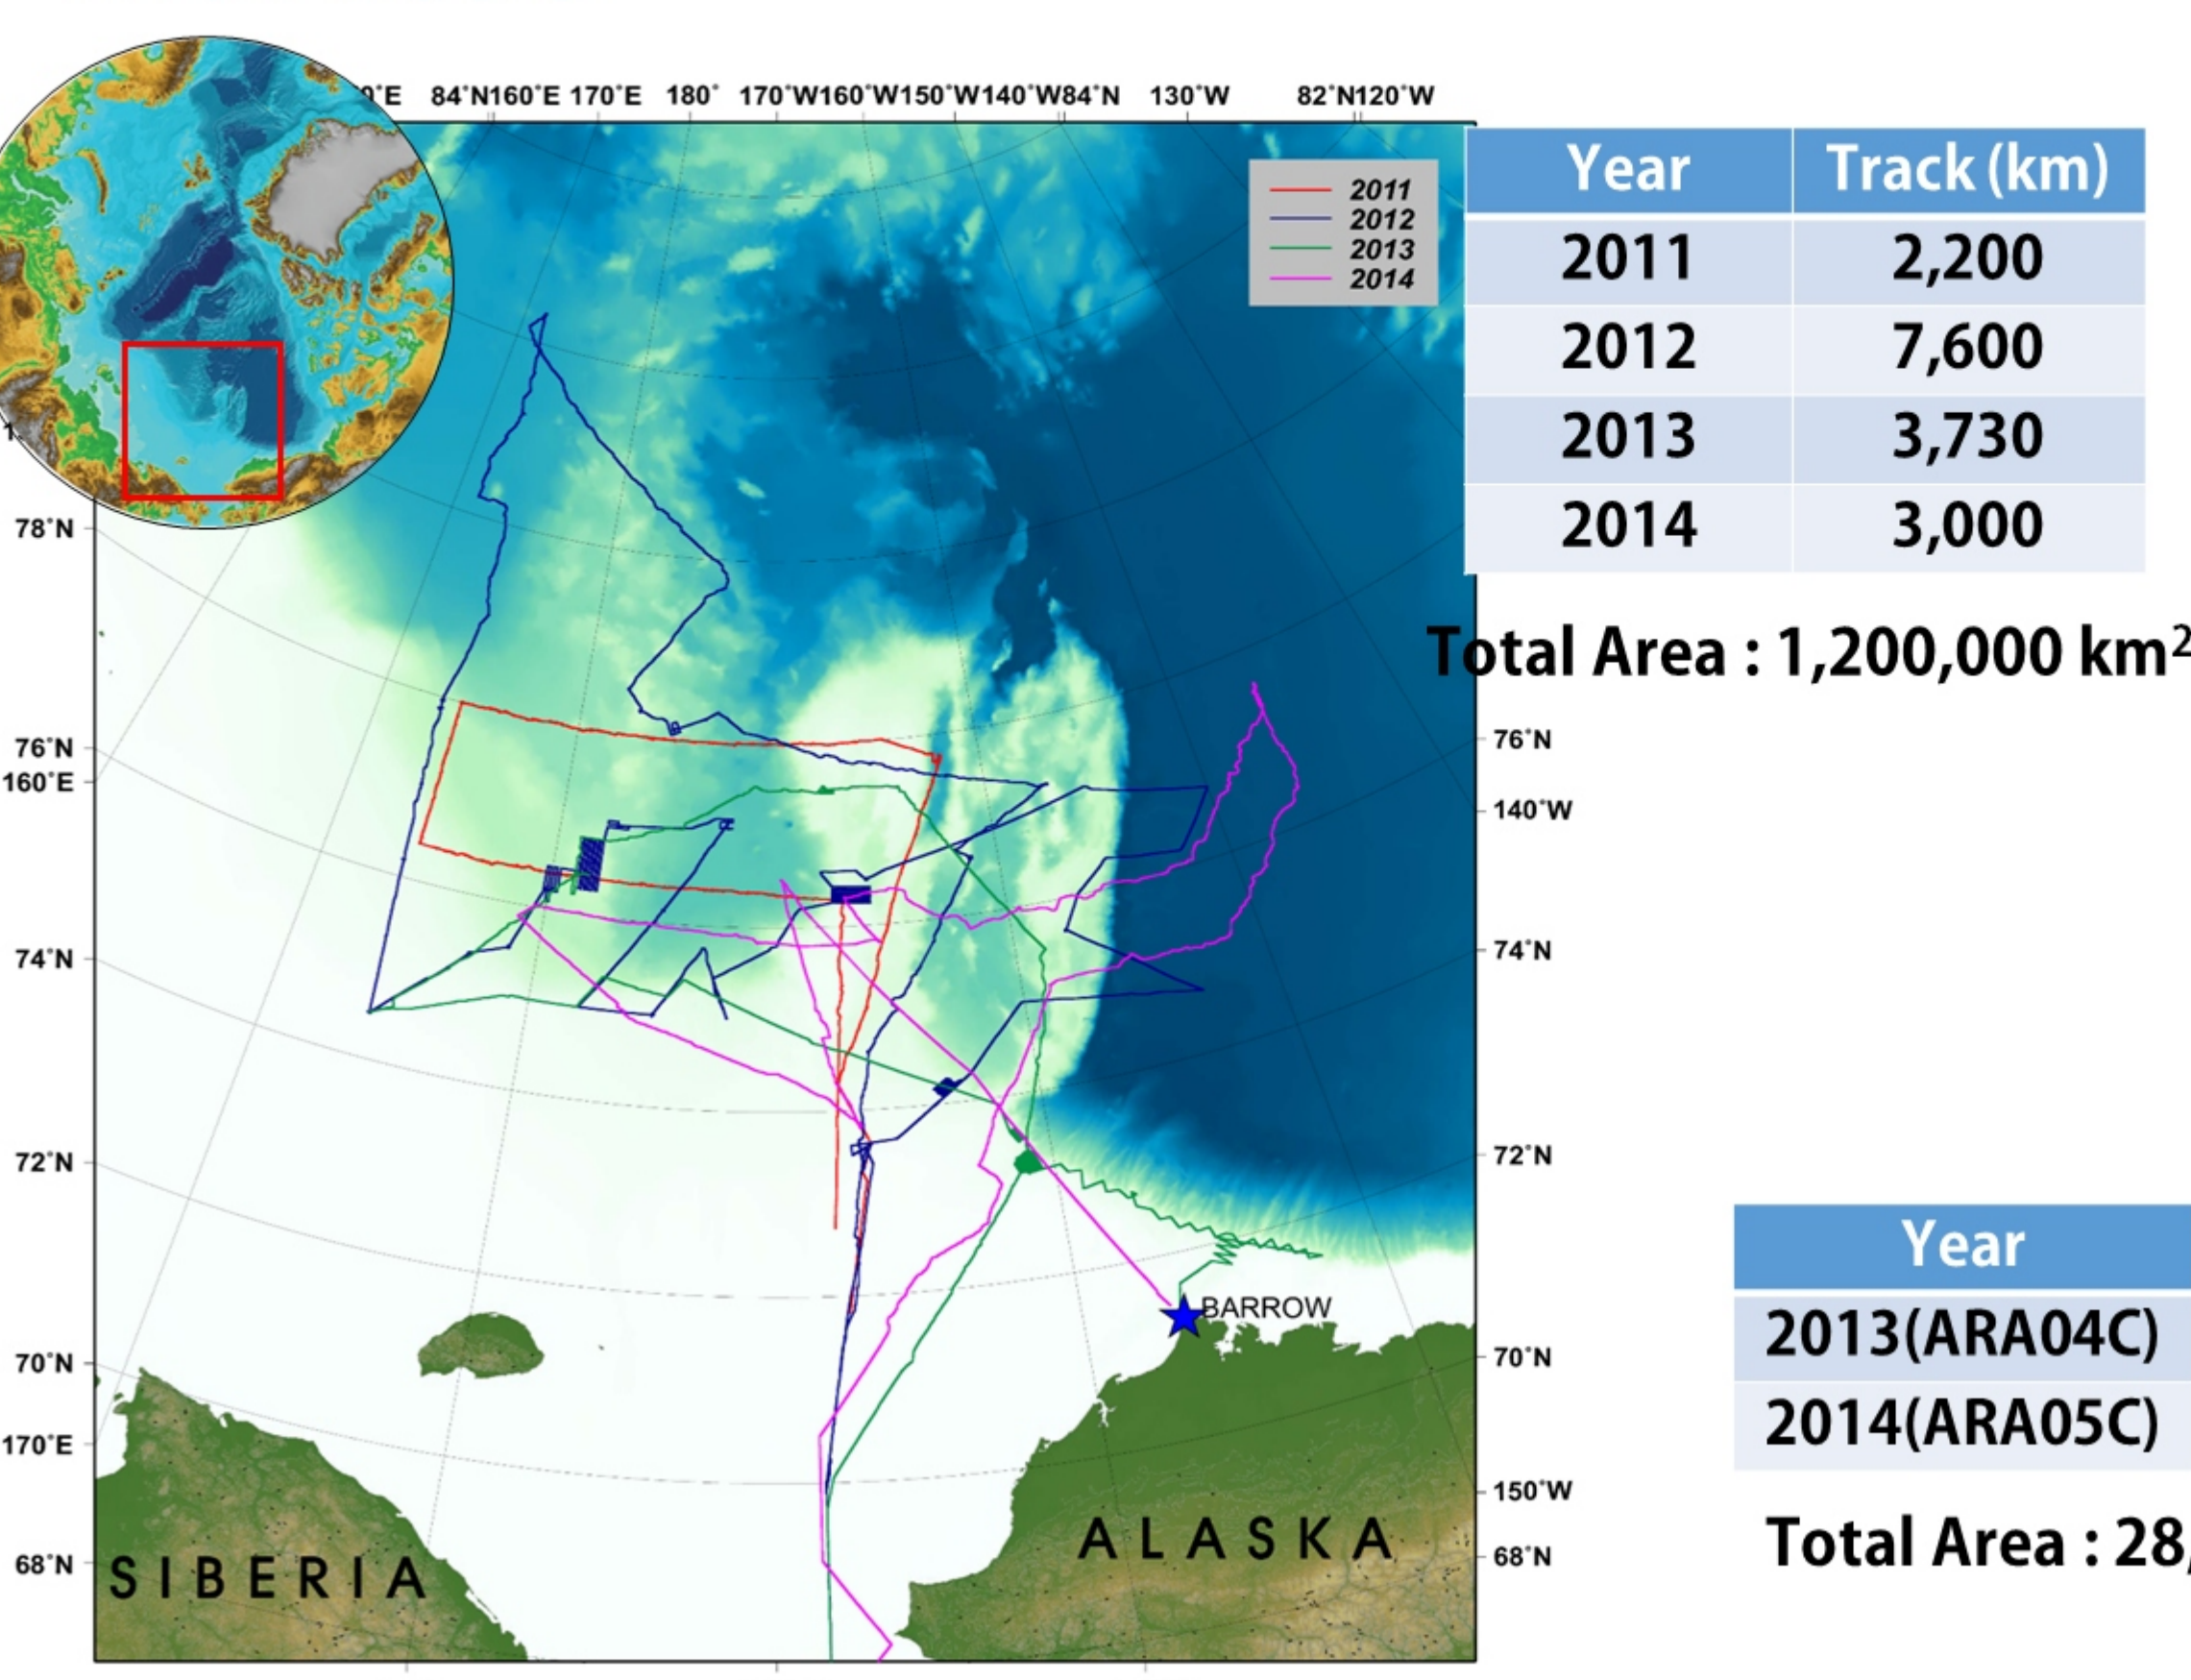 0˚E 84˚N160˚E 170˚E 180˚ 170˚W160˚W150˚W140˚W84˚N 130˚W 82˚N120˚W
2011
2012
2013
2014
Year Track (km)
2011 2,200
2012 7,600
2013 3,730
2014 3,000
Total Area : 1,200,000 km²
78˚N
76˚N
160˚E
74˚N
72˚N
70˚N
170˚E
68˚N
76˚N
140˚W
74˚N
72˚N
70˚N
150˚W
68˚N
BARROW
SIBERIA
ALASKA
Year
2013(ARA04C)
2014(ARA05C)
Total Area : 28,